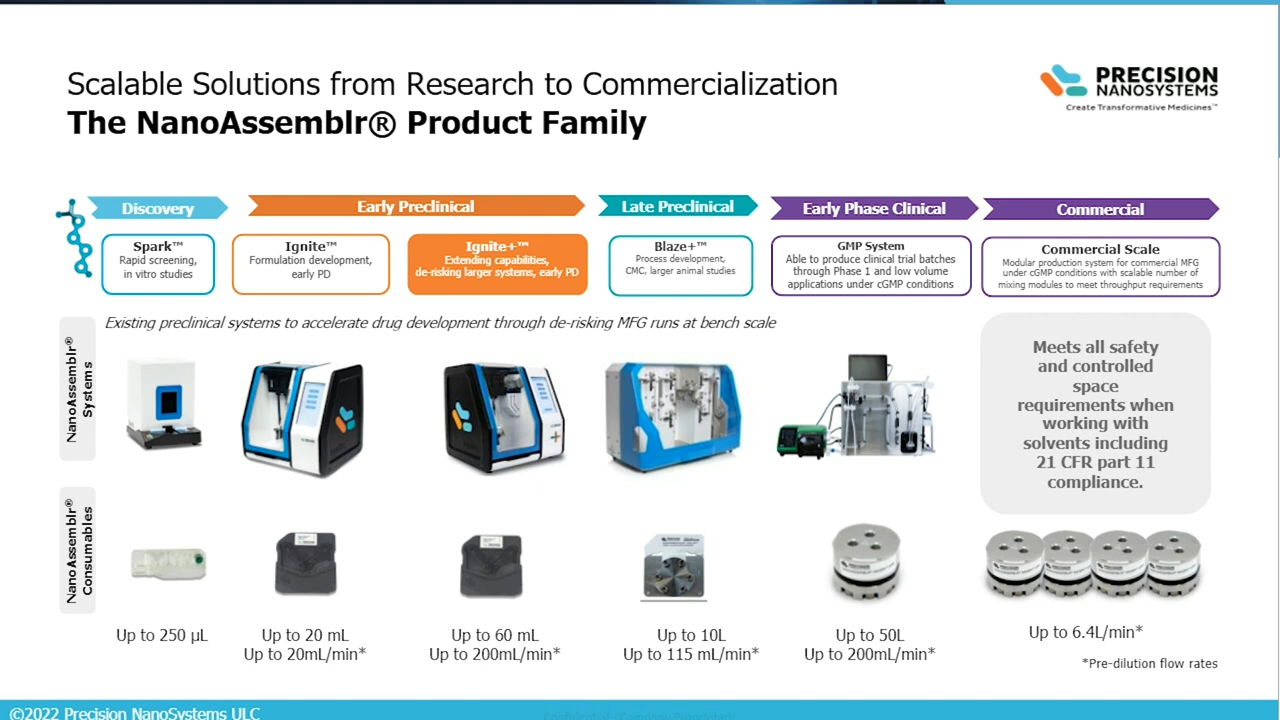 Scalable Solutions from Research to Commercialization
The NanoAssemblr® Product Family
PRECISION
NANOSYSTEMS
Create Transformative Medicines™
Discovery
Early Preclinical
Late Preclinical
Early Phase Clinical
Commercial
Spark™
Rapid screening,
in vitro studies
Ignite™
Formulation development,
early PD
Ignite+™
Extending capabilities,
de-risking larger systems, early PD
Blaze+™
Process development,
CMC, larger animal studies
GMP System
Able to produce clinical trial batches
through Phase 1 and low volume
applications under cGMP conditions
Commercial Scale
Modular production system for commercial MFG
under cGMP conditions with scalable number of
mixing modules to meet throughput requirements
Existing preclinical systems to accelerate drug development through de-risking MFG runs at bench scale
NanoAssemblr®
Systems
Meets all safety
and controlled
space
requirements when
working with
solvents including
21 CFR part 11
compliance.
NanoAssemblr®
Consumables
PRECISION
PRECISION
PRECISION
PRECISION
PRECISION
Up to 250 µL
Up to 20 mL
Up to 20mL/min*
Up to 60 mL
Up to 200mL/min*
Up to 10L
Up to 115 mL/min*
Up to 50L
Up to 200mL/min*
Up to 6.4L/min*
*Pre-dilution flow rates
©2022 Precision NanoSystems ULC
Confidential - Company Proprietary